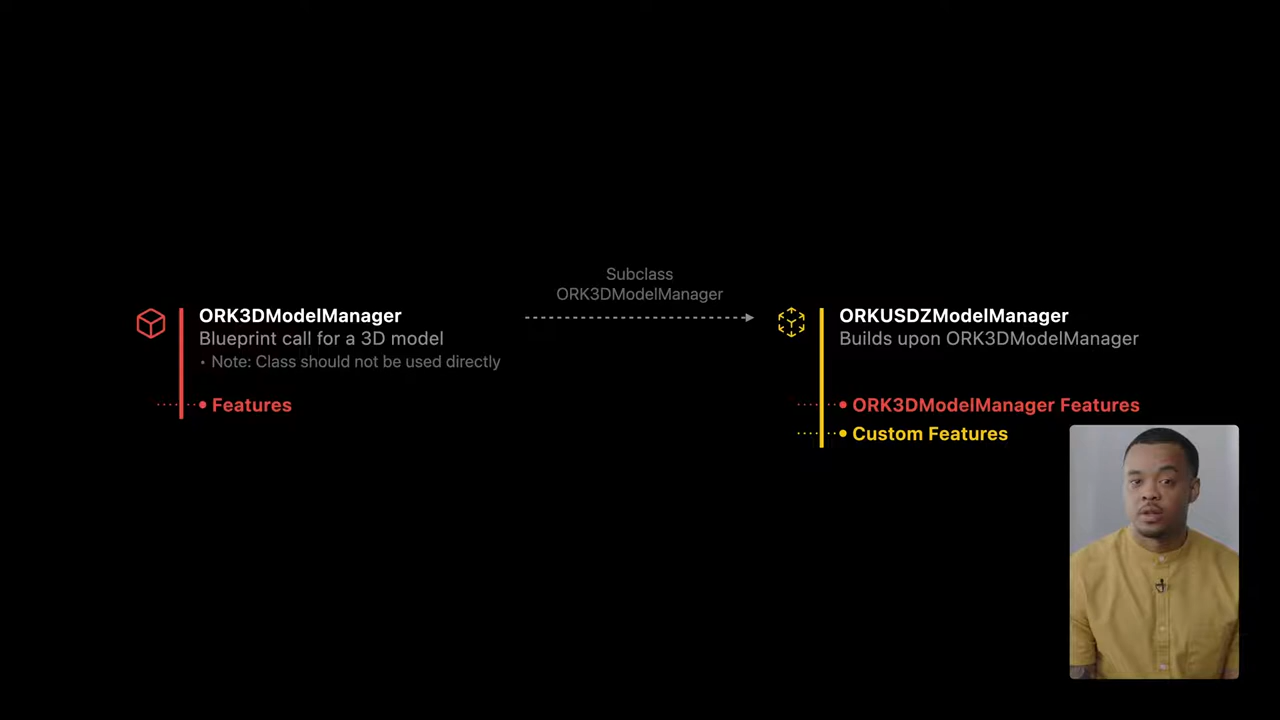 Subclass
ORK3DModelManager
ORK3DModelManager
Blueprint call for a 3D model
• Note: Class should not be used directly
• Features
ORKUSDZModelManager
Builds upon ORK3DModelManager
• ORK3DModelManager Features
• Custom Features